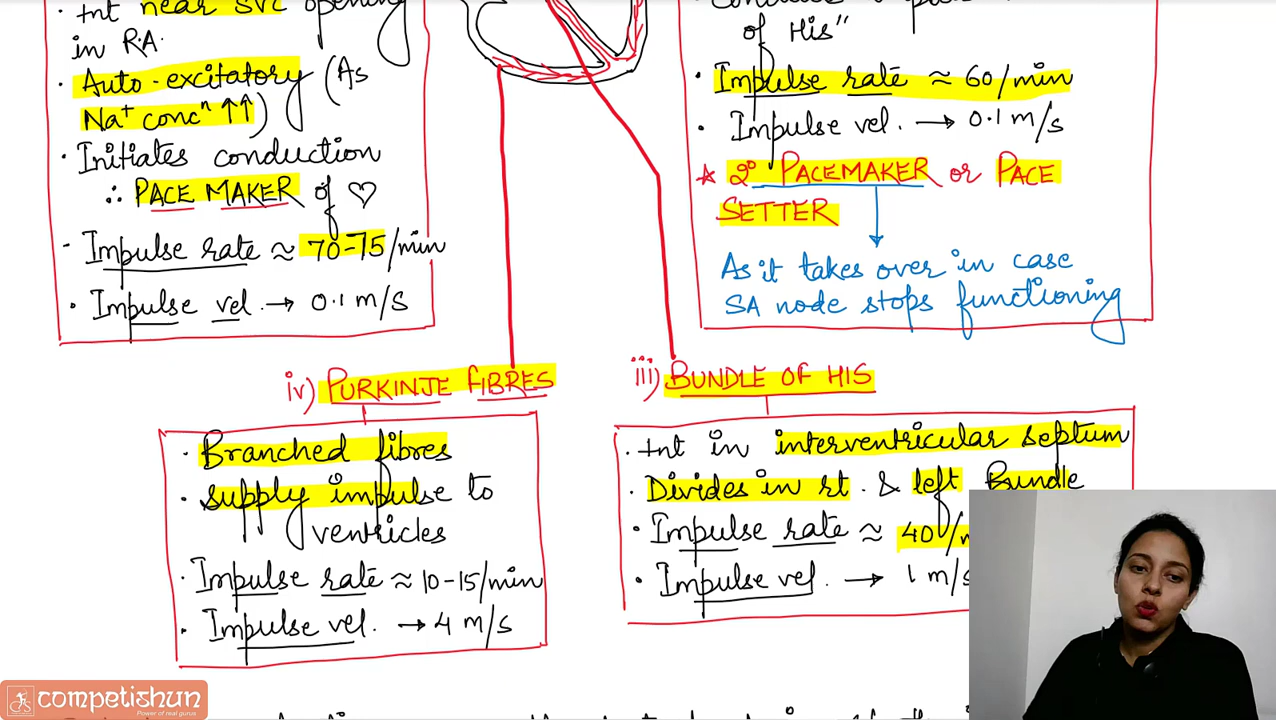 · Int near SVC opening
in RA.
· Auto-excitatory (As
Na⁺ concⁿ ↑↑)
· Initiates conduction
∴ PACE MAKER of ♡
- Impulse rate ≈ 70-75/min
· Impulse vel → 0.1 m/s
of His"
· Impulse rate ≈ 60/min
· Impulse vel. → 0.1 m/s
☆ 2° PACEMAKER or PACE
SETTER
As it takes over in case
SA node stops functioning
iv) PURKINJE FIBRES
· Branched fibres
· supply impulse to
ventricles
· Impulse rate ≈ 10-15/min
· Impulse vel. → 4 m/s
iii) BUNDLE OF HIS
· Int in interventricular septum
· Divides in rt. & left Bundle
· Impulse rate ≈ 40/
· Impulse vel. → 1 m/s
competishun
Power of real gurus